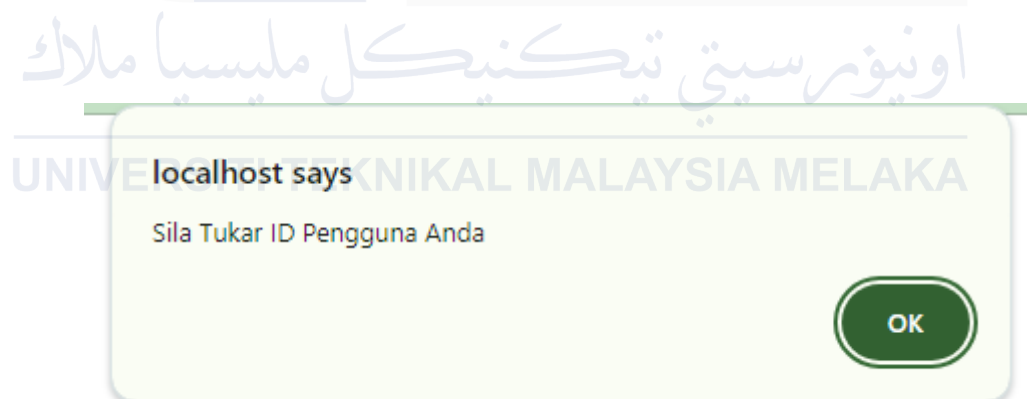 اونيۏرسيتي تيكنيكل مليسيا ملاك
UNIVERSITI TEKNIKAL MALAYSIA MELAKA
localhost says
Sila Tukar ID Pengguna Anda
OK